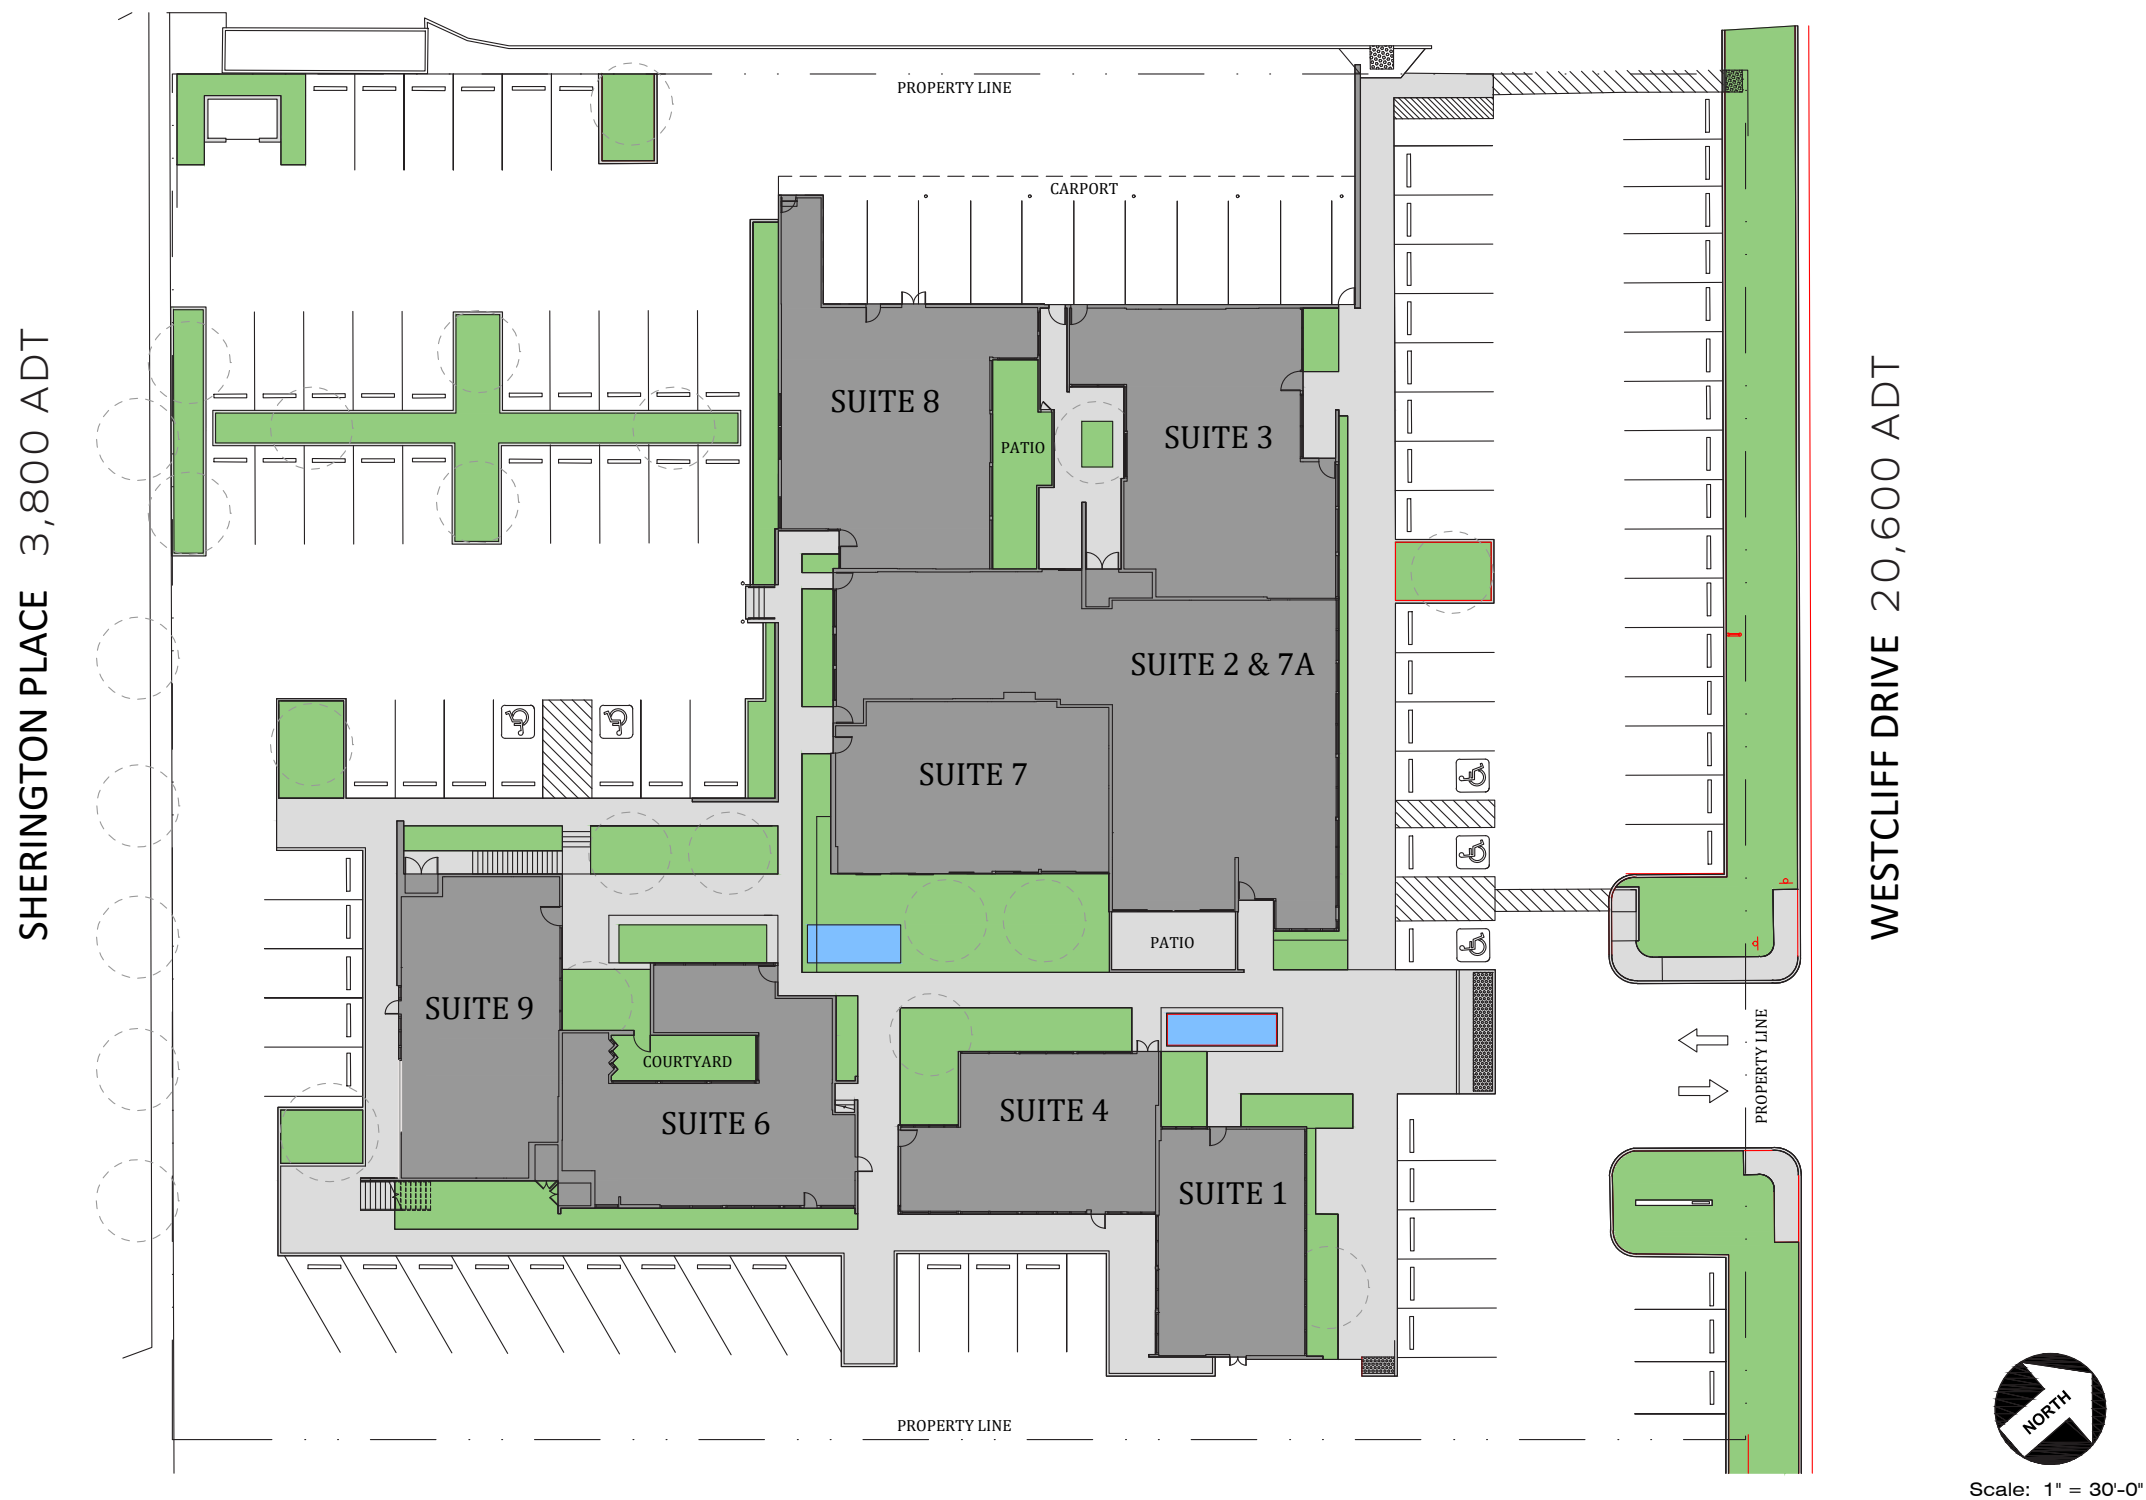 PROPERTY LINE
CARPORT
SUITE 8
PATIO
SUITE 3
SHERINGTON PLACE 3,800 ADT
WESTCLIFF DRIVE 20,600 ADT
SUITE 2 & 7A
SUITE 7
PATIO
SUITE 9
COURTYARD
SUITE 6
SUITE 4
SUITE 1
PROPERTY LINE
PROPERTY LINE
NORTH
Scale: 1" = 30'-0"